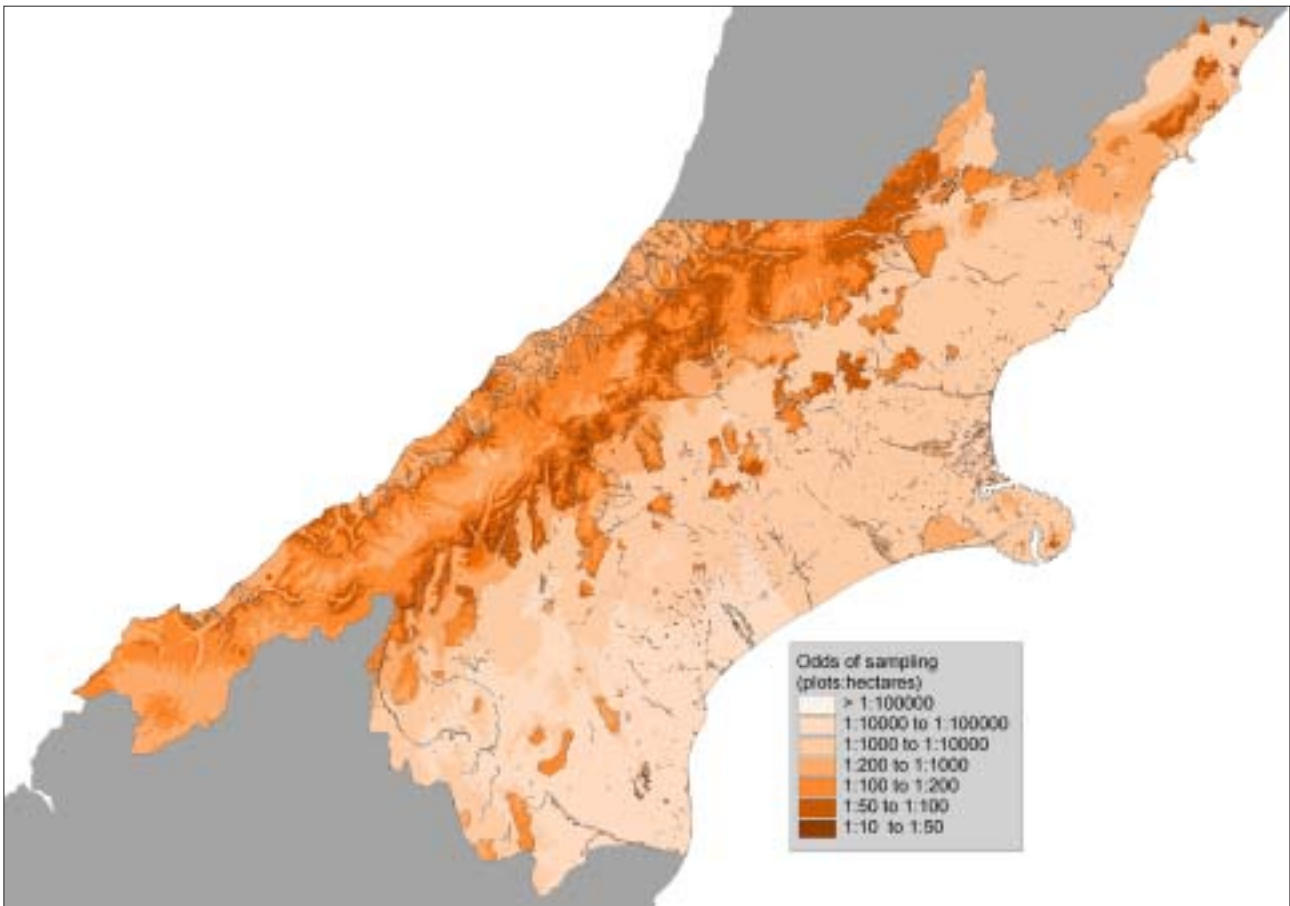 Odds of sampling
(plots:hectares)
> 1:100000
1:10000 to 1:100000
1:1000 to 1:10000
1:200 to 1:1000
1:100 to 1:200
1:50 to 1:100
1:10 to 1:50